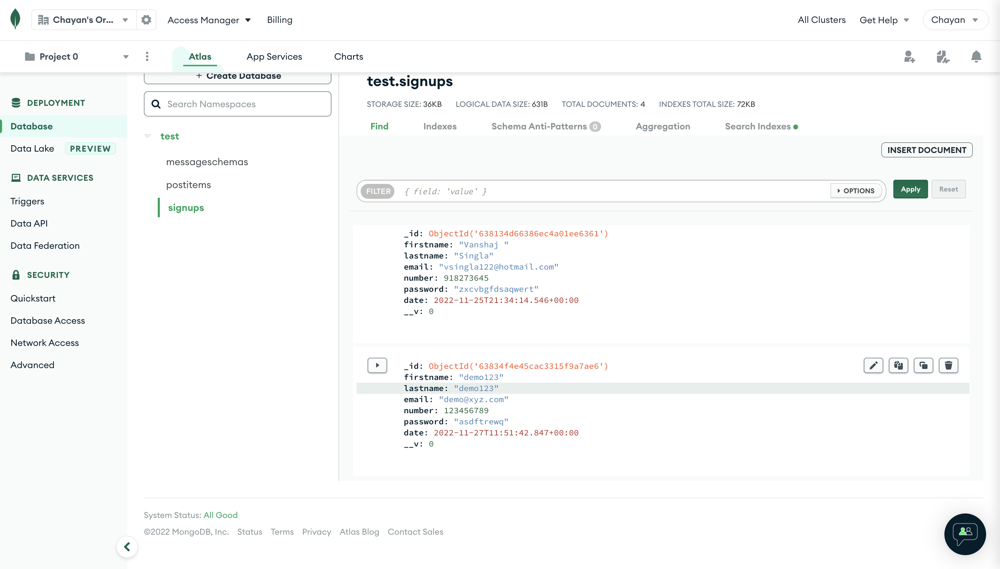 Chayan's Or...
Access Manager
Billing
All Clusters
Get Help
Chayan
Project 0
Atlas
App Services
Charts
+ Create Database
test.signups
Search Namespaces
STORAGE SIZE: 36KB LOGICAL DATA SIZE: 631B TOTAL DOCUMENTS: 4 INDEXES TOTAL SIZE: 72KB
DEPLOYMENT
Database
Data Lake PREVIEW
DATA SERVICES
Triggers
Data API
Data Federation
SECURITY
Quickstart
Database Access
Network Access
Advanced
test
messageschemas
postitems
signups
Find
Indexes
Schema Anti-Patterns 0
Aggregation
Search Indexes
INSERT DOCUMENT
FILTER { field: 'value' }
OPTIONS
Apply
Reset
_id: ObjectId('638134d66386ec4a01ee6361')
firstname: "Vanshaj "
lastname: "Singla"
email: "vsingla122@hotmail.com"
number: 918273645
password: "zxcvbgfdsaqwert"
date: 2022-11-25T21:34:14.546+00:00
__v: 0
_id: ObjectId('63834f4e45cac3315f9a7ae6')
firstname: "demo123"
lastname: "demo123"
email: "demo@xyz.com"
number: 123456789
password: "asdftrewq"
date: 2022-11-27T11:51:42.847+00:00
__v: 0
System Status: All Good
©2022 MongoDB, Inc. Status Terms Privacy Atlas Blog Contact Sales